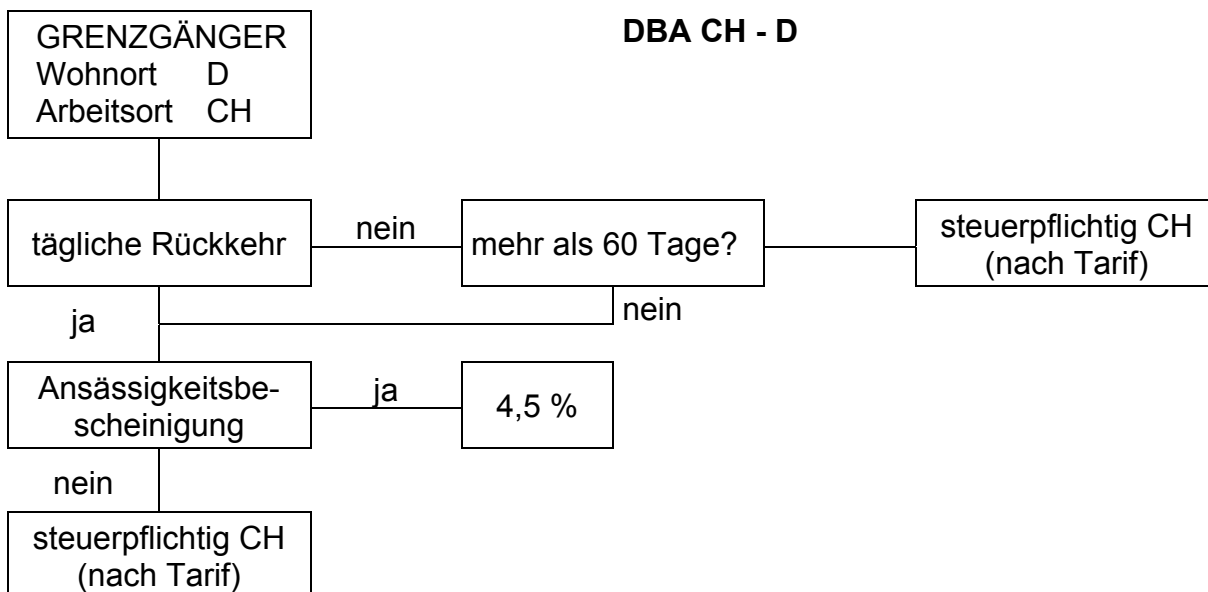 DBA CH - D
GRENZGÄNGER
Wohnort D
Arbeitsort CH
tägliche Rückkehr
nein
mehr als 60 Tage?
steuerpflichtig CH
(nach Tarif)
ja
nein
Ansässigkeitsbe-
scheinigung
ja
4,5 %
nein
steuerpflichtig CH
(nach Tarif)